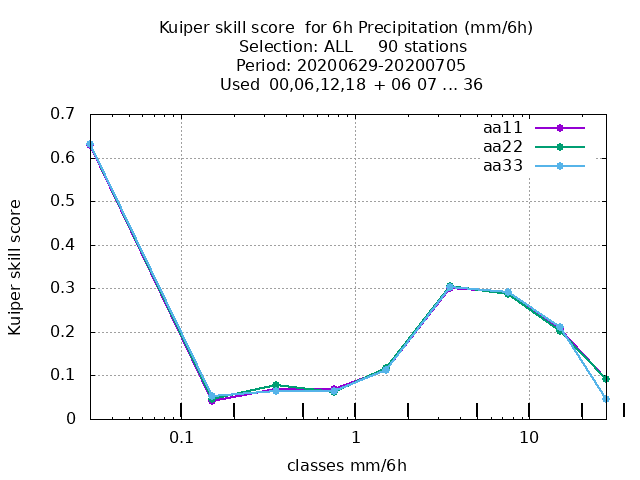 Kuiper skill score  for 6h Precipitation (mm/6h)
Selection: ALL     90 stations
Period: 20200629-20200705
Used  00,06,12,18  + 06 07 ... 36
0.7
0.6
0.5
0.4
0.3
0.2
0.1
0
Kuiper skill score
aa11
aa22
aa33
0.1
1
10
classes mm/6h